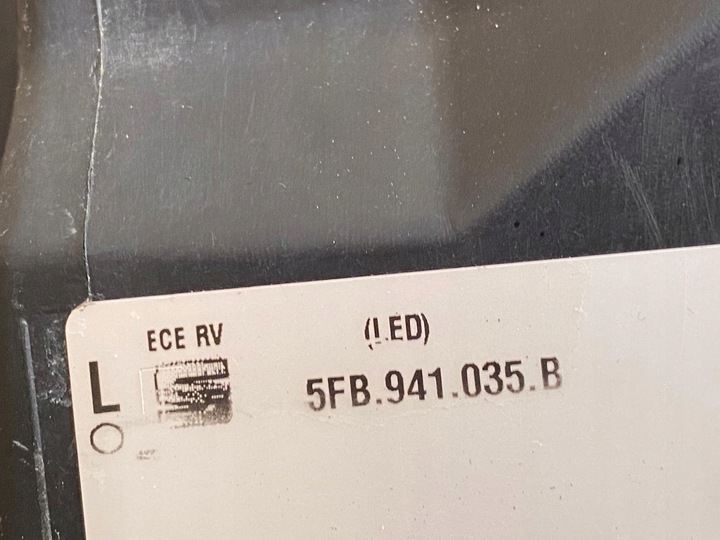 ECE RV
(LED)
L
5FB.941.035.B